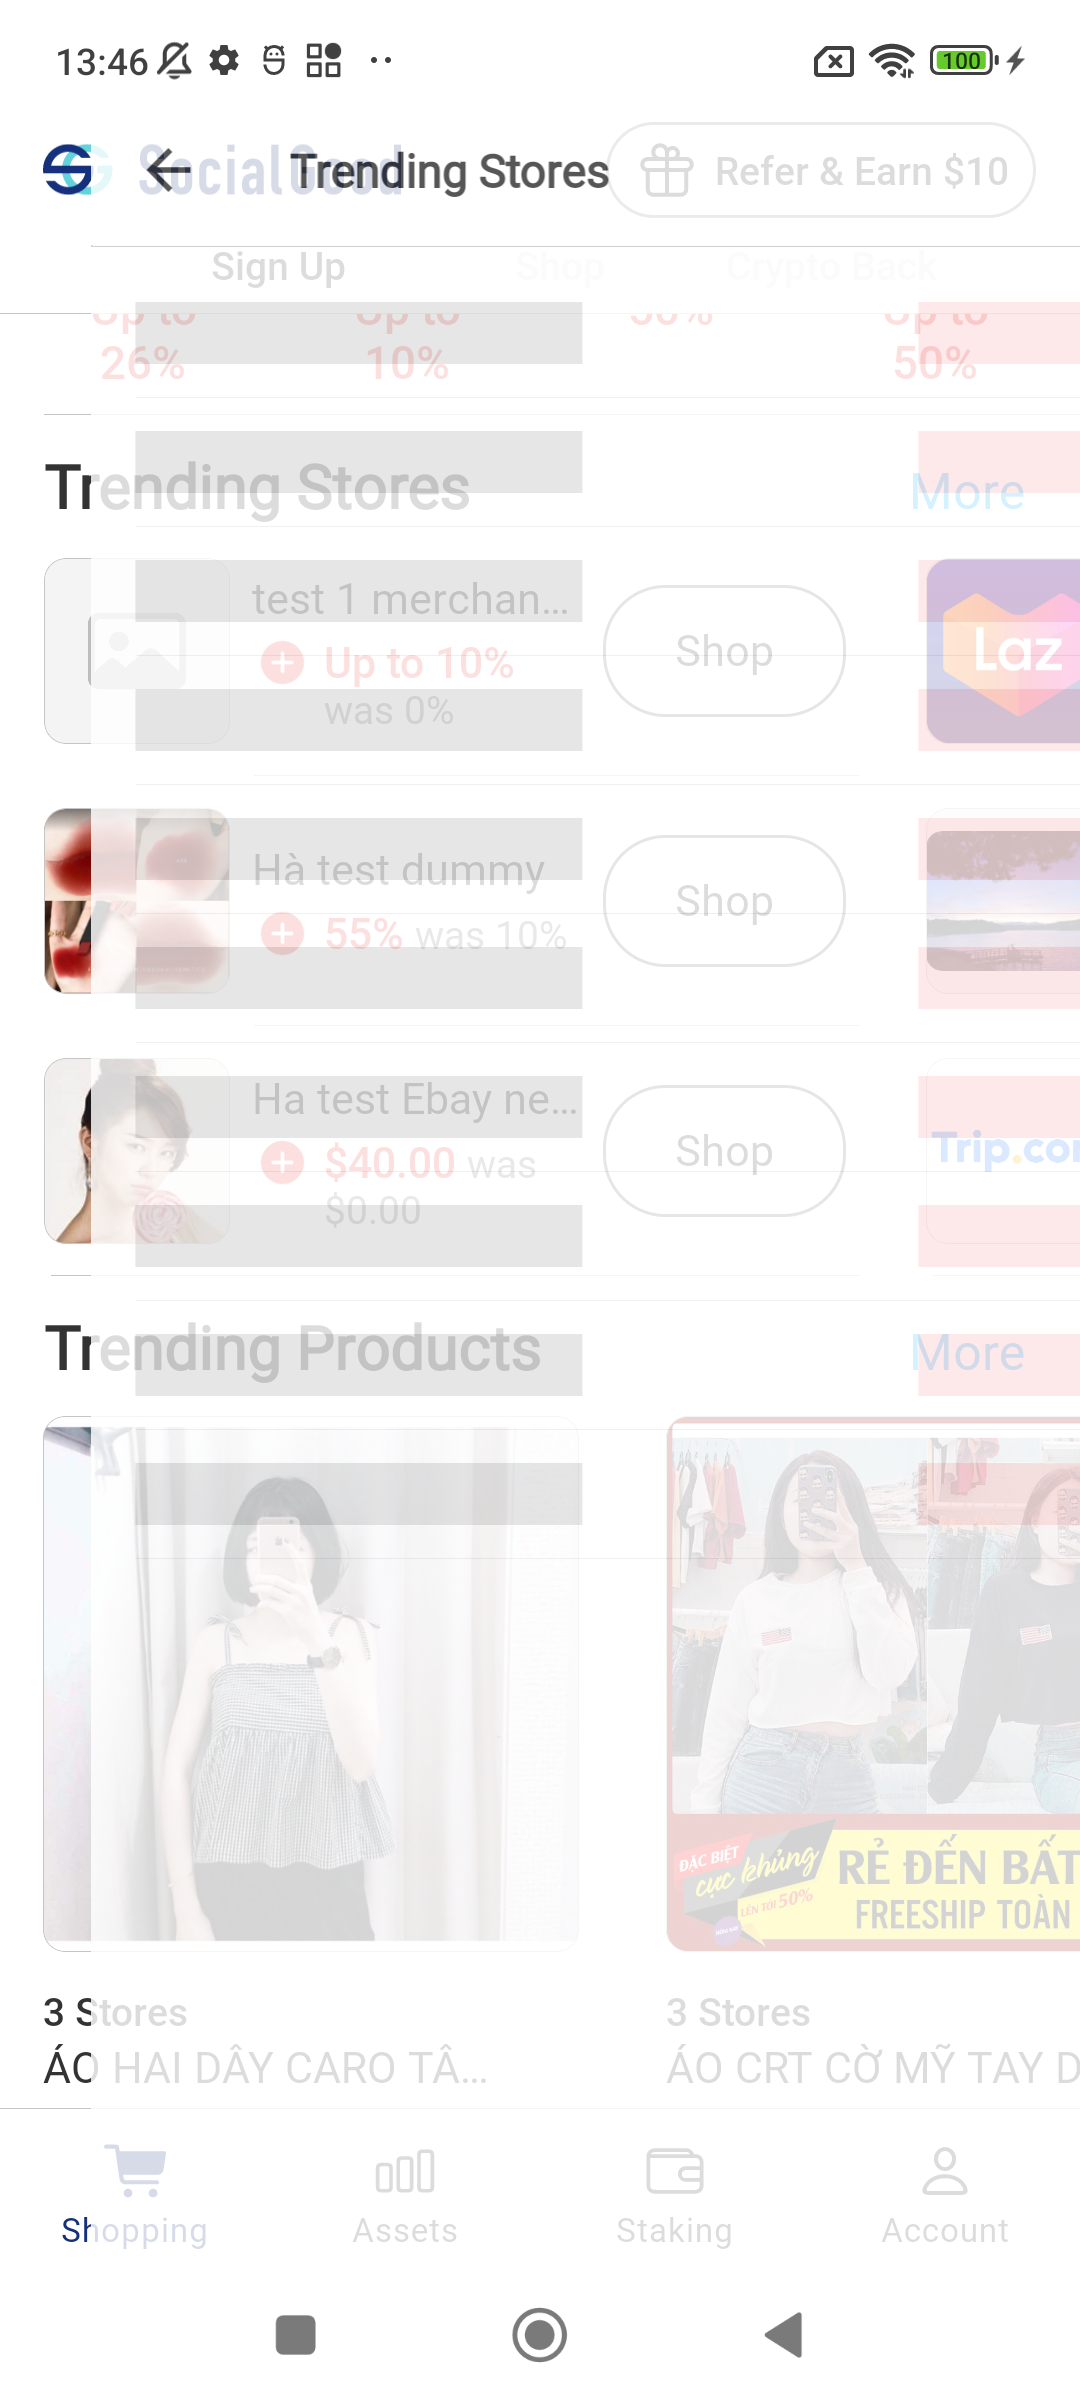 13:46
100
SocialGood
Trending Stores
Refer & Earn $10
Sign Up
Shop
Crypto Back
Up to
Up to
50%
Up to
26%
10%
50%
Trending Stores
More
test 1 merchan...
Up to 10%
was 0%
Shop
Laz
Hà test dummy
55% was 10%
Shop
Ha test Ebay ne...
$40.00 was
$0.00
Shop
Trip.co
Trending Products
More
ĐẶC BIỆT
cực khủng
LÊN TỚI 50%
RẺ ĐẾN BẤT
FREESHIP TOÀN
3 Stores
ÁO HAI DÂY CARO TÂ...
3 Stores
ÁO CRT CỜ MỸ TAY D
Shopping
Assets
Staking
Account